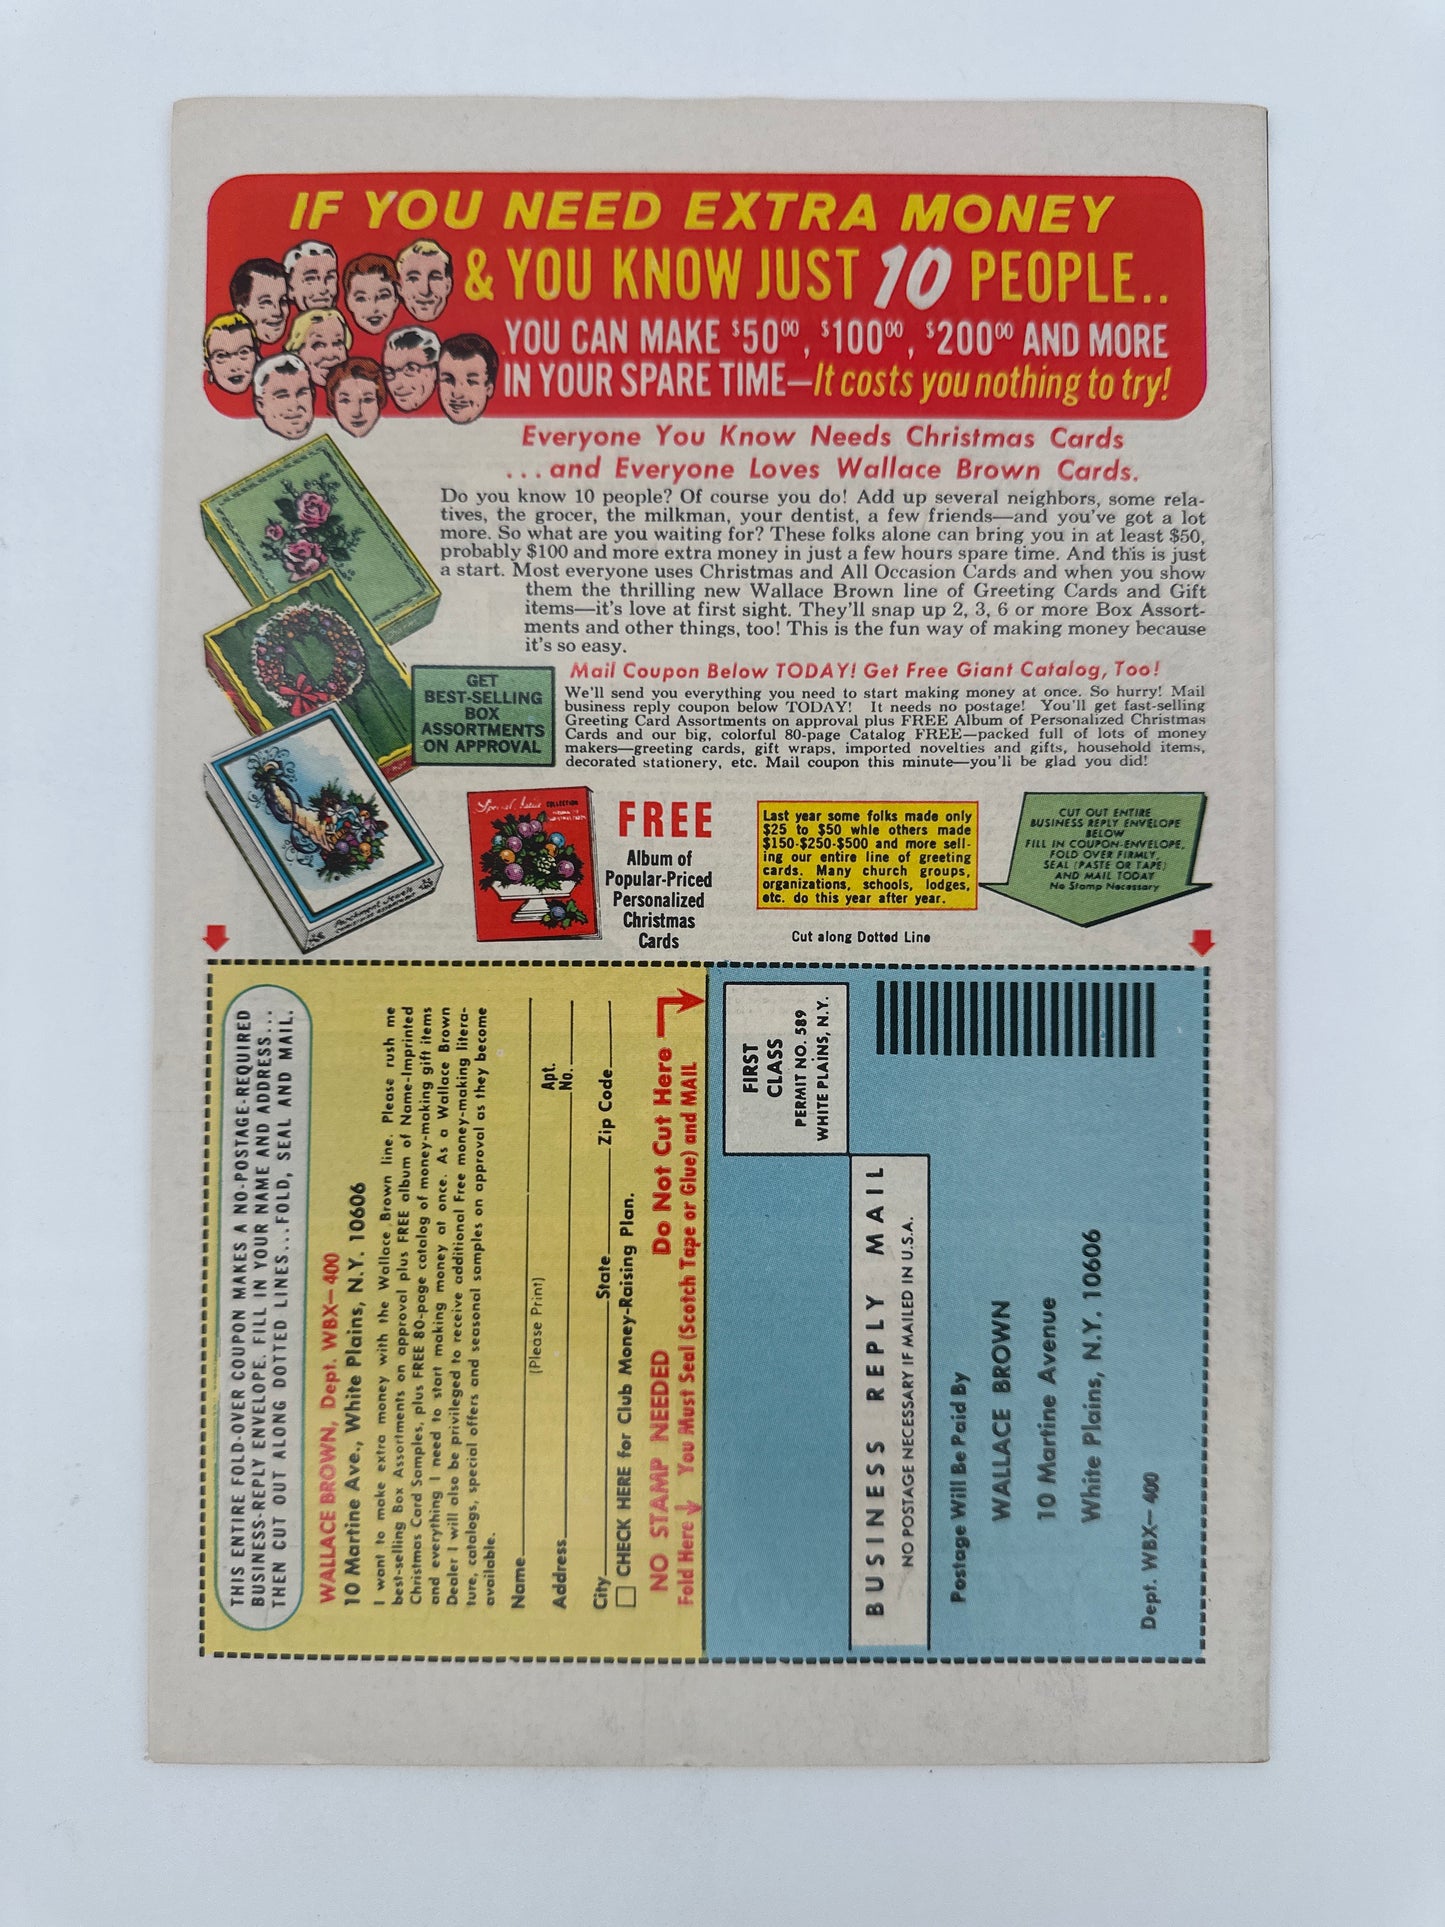 IF YOU NEED EXTRA MONEY
& YOU KNOW JUST 10 PEOPLE..
YOU CAN MAKE $50⁰⁰, $100⁰⁰, $200⁰⁰ AND MORE
IN YOUR SPARE TIME—It costs you nothing to try!
Everyone You Know Needs Christmas Cards
...and Everyone Loves Wallace Brown Cards.
Do you know 10 people? Of course you do! Add up several neighbors, some rela-
tives, the grocer, the milkman, your dentist, a few friends—and you've got a lot
more. So what are you waiting for? These folks alone can bring you in at least $50,
probably $100 and more extra money in just a few hours spare time. And this is just
a start. Most everyone uses Christmas and All Occasion Cards and when you show
them the thrilling new Wallace Brown line of Greeting Cards and Gift
items—it's love at first sight. They'll snap up 2, 3, 6 or more Box Assort-
ments and other things, too! This is the fun way of making money because
it's so easy.
GET
BEST-SELLING
BOX
ASSORTMENTS
ON APPROVAL
Mail Coupon Below TODAY! Get Free Giant Catalog, Too!
We'll send you everything you need to start making money at once. So hurry! Mail
business reply coupon below TODAY! It needs no postage! You'll get fast-selling
Greeting Card Assortments on approval plus FREE Album of Personalized Christmas
Cards and our big, colorful 80-page Catalog FREE—packed full of lots of money
makers—greeting cards, gift wraps, imported novelties and gifts, household items,
decorated stationery, etc. Mail coupon this minute—you'll be glad you did!
COLLECTION
FREE
Album of
Popular-Priced
Personalized
Christmas
Cards
Last year some folks made only
$25 to $50 whle others made
$150-$250-$500 and more sell-
ing our entire line of greeting
cards. Many church groups,
organizations, schools, lodges,
etc. do this year after year.
Cut along Dotted Line
CUT OUT ENTIRE
BUSINESS REPLY ENVELOPE
BELOW
FILL IN COUPON-ENVELOPE,
FOLD OVER FIRMLY,
SEAL (PASTE OR TAPE)
AND MAIL TODAY
No Stamp Necessary
THIS ENTIRE FOLD-OVER COUPON MAKES A NO-POSTAGE-REQUIRED
BUSINESS-REPLY ENVELOPE. FILL IN YOUR NAME AND ADDRESS...
THEN CUT OUT ALONG DOTTED LINES...FOLD, SEAL AND MAIL.
WALLACE BROWN, Dept. WBX—400
10 Martine Ave., White Plains, N.Y. 10606
I want to make extra money with the Wallace Brown line. Please rush me
best-selling Box Assortments on approval plus FREE album of Name-Imprinted
Christmas Card Samples, plus FREE 80-page catalog of money-making gift items
and everything I need to start making money at once. As a Wallace Brown
Dealer I will also be privileged to receive additional Free money-making litera-
ture, catalogs, special offers and seasonal samples on approval as they become
available.
Name
(Please Print)
Address Apt. No.
City State Zip Code
CHECK HERE for Club Money-Raising Plan.
NO STAMP NEEDED Do Not Cut Here
Fold Here You Must Seal (Scotch Tape or Glue) and MAIL
FIRST
CLASS
PERMIT NO. 589
WHITE PLAINS, N.Y.
BUSINESS REPLY MAIL
NO POSTAGE NECESSARY IF MAILED IN U.S.A.
Postage Will Be Paid By
WALLACE BROWN
10 Martine Avenue
White Plains, N.Y. 10606
Dept. WBX—400